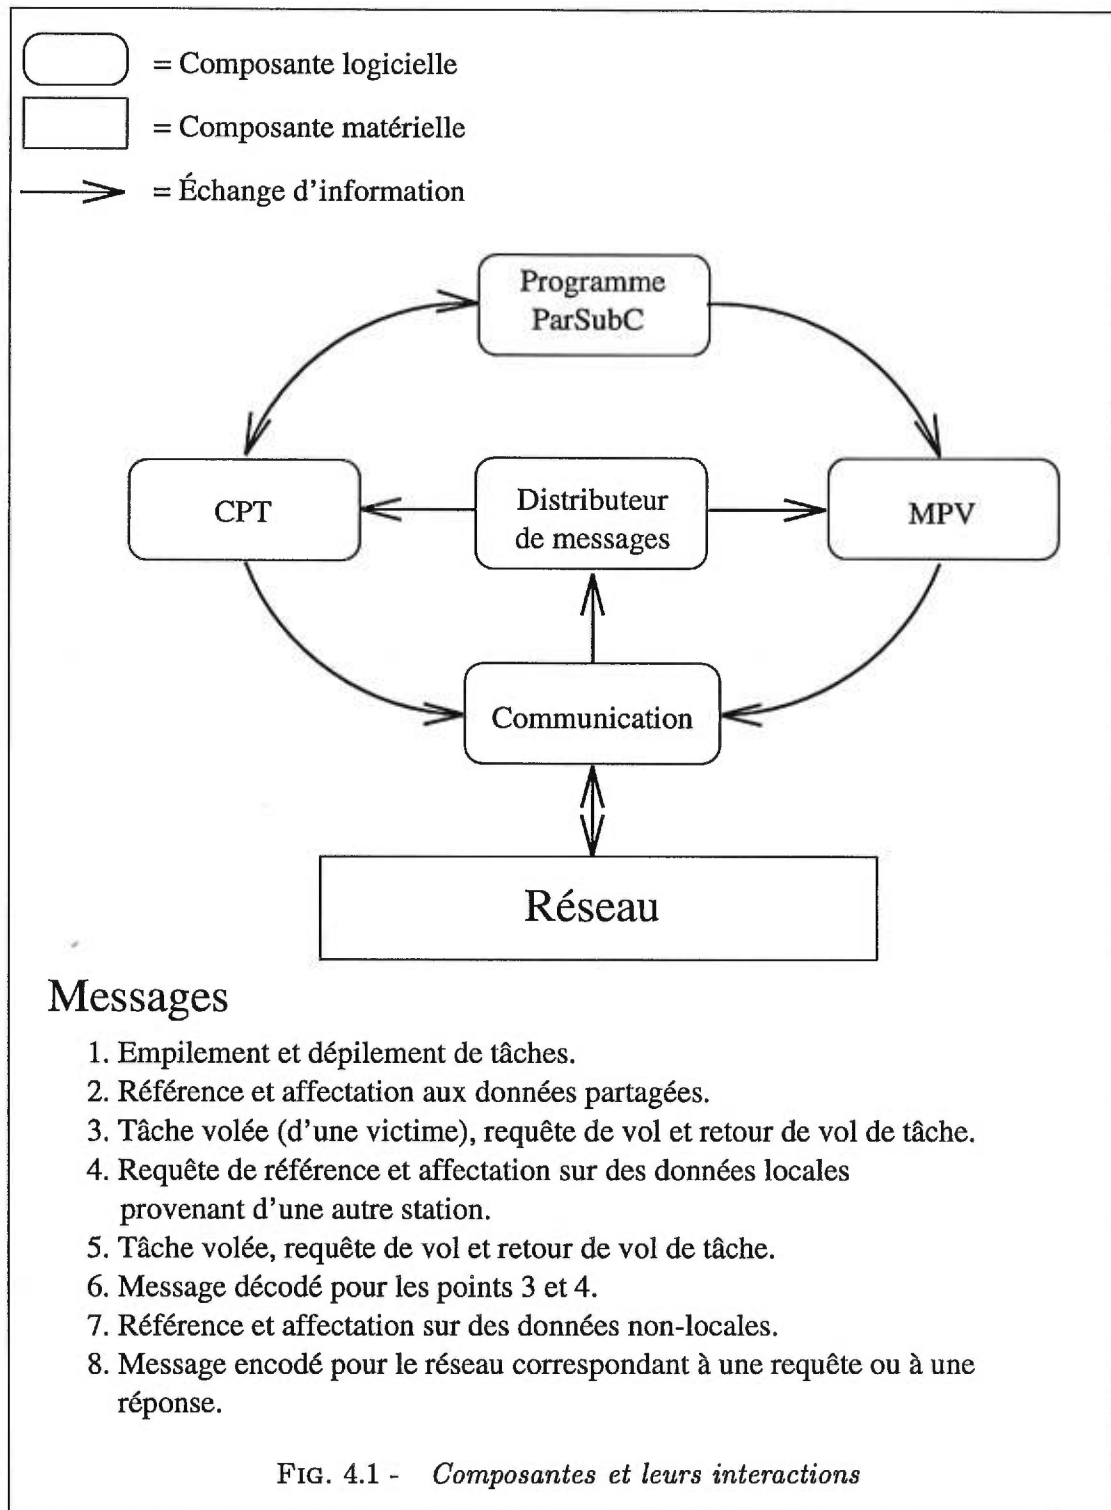 = Composante logicielle
= Composante matérielle
= Échange d'information
Programme
ParSubC
CPT
Distributeur
de messages
MPV
Communication
Réseau
Messages
1. Empilement et dépilement de tâches.
2. Référence et affectation aux données partagées.
3. Tâche volée (d'une victime), requête de vol et retour de vol de tâche.
4. Requête de référence et affectation sur des données locales
provenant d'une autre station.
5. Tâche volée, requête de vol et retour de vol de tâche.
6. Message décodé pour les points 3 et 4.
7. Référence et affectation sur des données non-locales.
8. Message encodé pour le réseau correspondant à une requête ou à une
réponse.
FIG. 4.1 - Composantes et leurs interactions